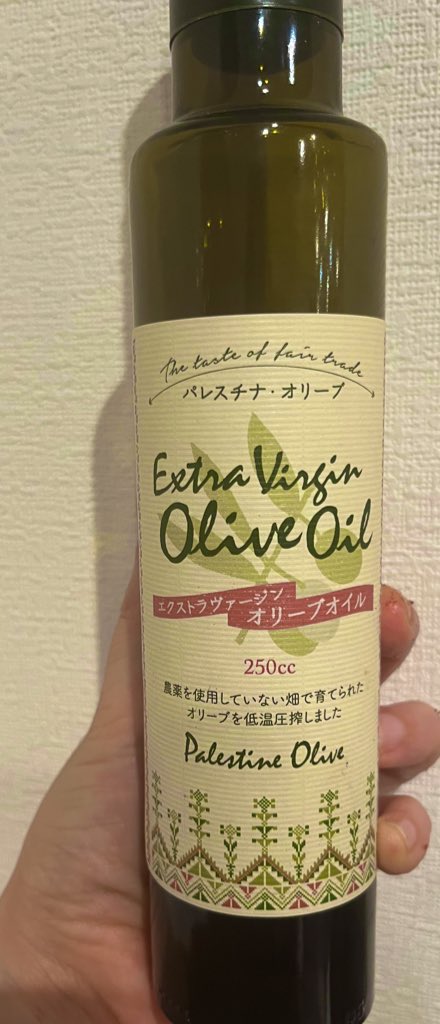 The taste of fair trade
パレスチナ・オリーブ
Extra Virgin
Olive Oil
エクストラヴァージン
オリーブオイル
250cc
農薬を使用していない畑で育てられた
オリーブを低温圧搾しました
Palestine Olive